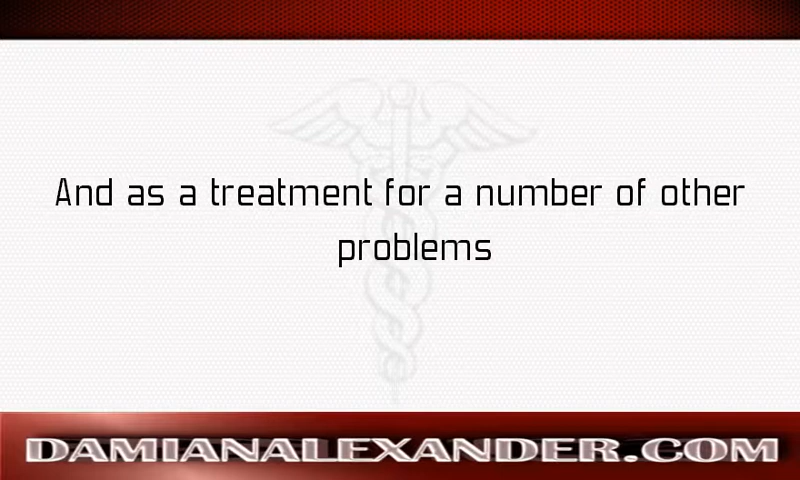 And as a treatment for a number of other
problems
DAMIANALEXANDER.COM